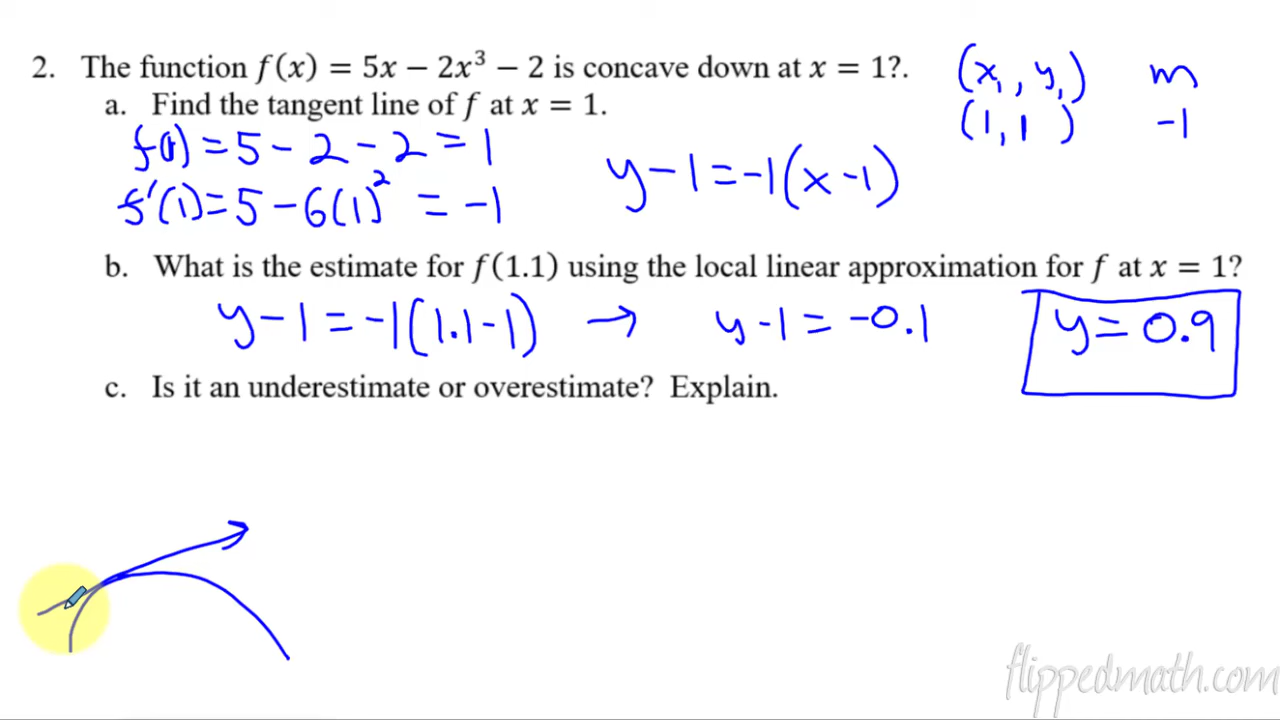 2. The function f(x) = 5x − 2x³ − 2 is concave down at x = 1?.
(x₁, y₁) m
a. Find the tangent line of f at x = 1.
(1, 1) -1
f(1) = 5 - 2 - 2 = 1
y - 1 = -1(x - 1)
f'(1) = 5 - 6(1)² = -1
b. What is the estimate for f(1.1) using the local linear approximation for f at x = 1?
y - 1 = -1(1.1 - 1) → y - 1 = -0.1 y = 0.9
c. Is it an underestimate or overestimate? Explain.
flippedmath.com